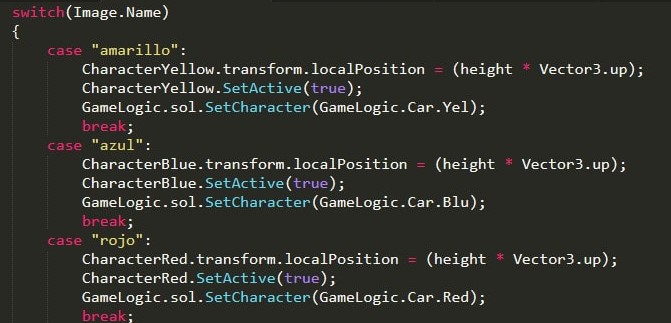 switch(Image.Name)
{
case "amarillo":
CharacterYellow.transform.localPosition = (height * Vector3.up);
CharacterYellow.SetActive(true);
GameLogic.sol.SetCharacter(GameLogic.Car.Yel);
break;
case "azul":
CharacterBlue.transform.localPosition = (height * Vector3.up);
CharacterBlue.SetActive(true);
GameLogic.sol.SetCharacter(GameLogic.Car.Blu);
break;
case "rojo":
CharacterRed.transform.localPosition = (height * Vector3.up);
CharacterRed.SetActive(true);
GameLogic.sol.SetCharacter(GameLogic.Car.Red);
break;